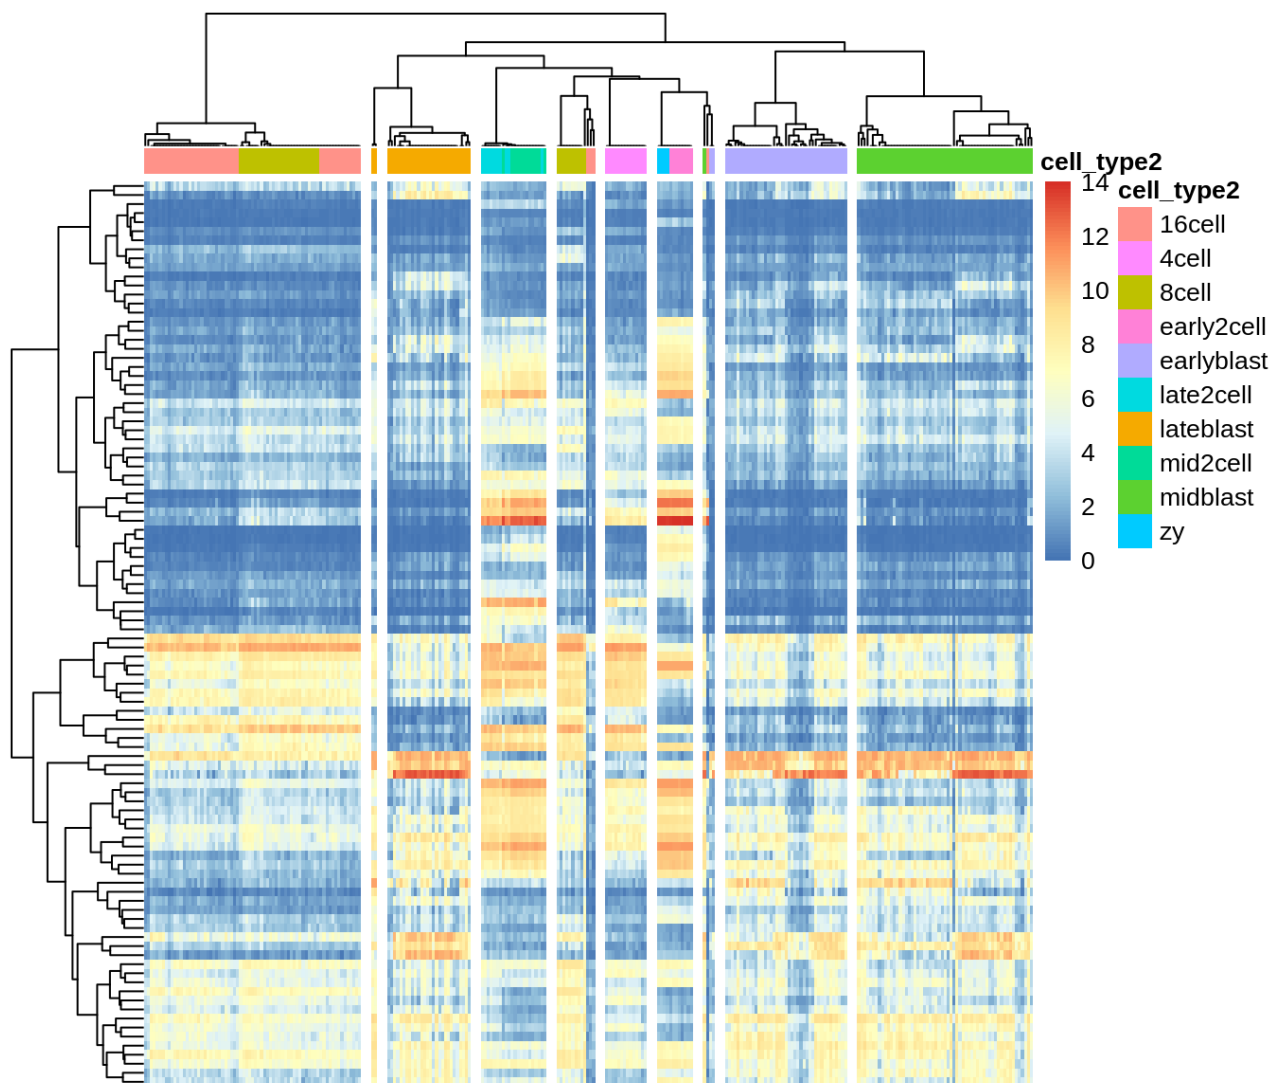 cell_type2
14
12
10
8
6
4
2
0
cell_type2
16cell
4cell
8cell
early2cell
earlyblast
late2cell
lateblast
mid2cell
midblast
zy